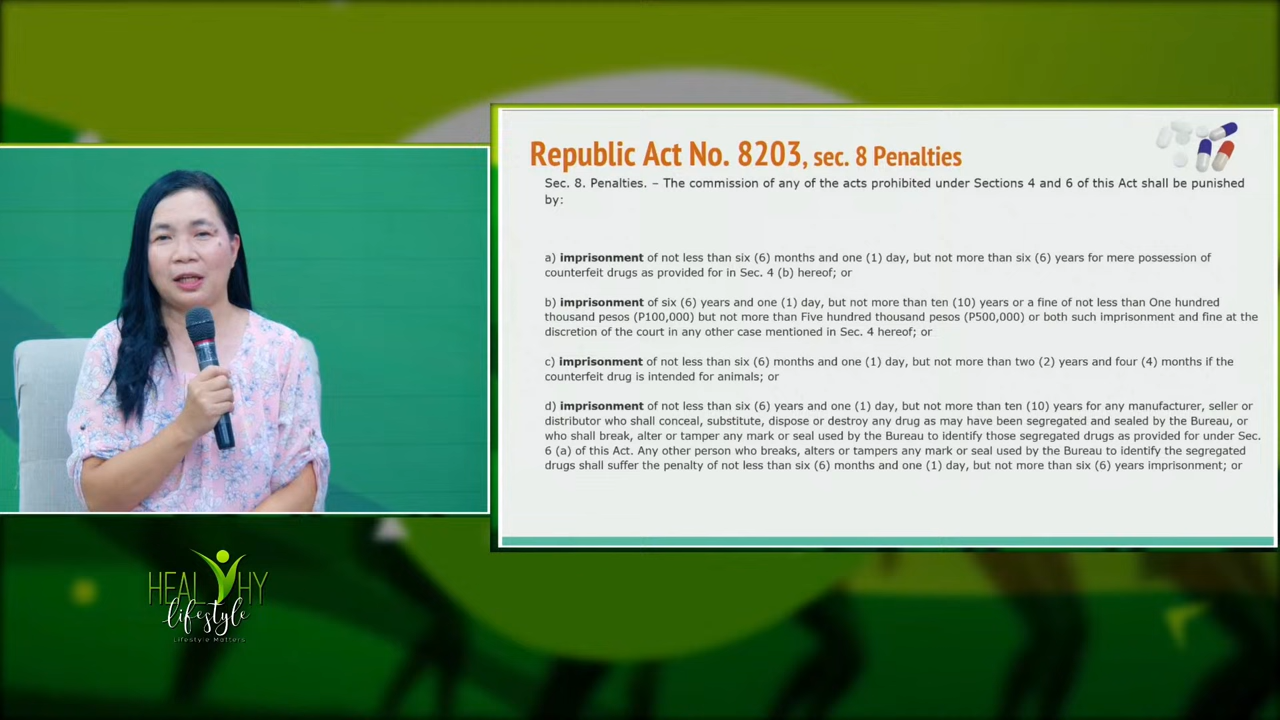 Republic Act No. 8203, sec. 8 Penalties
Sec. 8. Penalties. – The commission of any of the acts prohibited under Sections 4 and 6 of this Act shall be punished
by:
a) imprisonment of not less than six (6) months and one (1) day, but not more than six (6) years for mere possession of
counterfeit drugs as provided for in Sec. 4 (b) hereof; or
b) imprisonment of six (6) years and one (1) day, but not more than ten (10) years or a fine of not less than One hundred
thousand pesos (P100,000) but not more than Five hundred thousand pesos (P500,000) or both such imprisonment and fine at the
discretion of the court in any other case mentioned in Sec. 4 hereof; or
c) imprisonment of not less than six (6) months and one (1) day, but not more than two (2) years and four (4) months if the
counterfeit drug is intended for animals; or
d) imprisonment of not less than six (6) years and one (1) day, but not more than ten (10) years for any manufacturer, seller or
distributor who shall conceal, substitute, dispose or destroy any drug as may have been segregated and sealed by the Bureau, or
who shall break, alter or tamper any mark or seal used by the Bureau to identify those segregated drugs as provided for under Sec.
6 (a) of this Act. Any other person who breaks, alters or tampers any mark or seal used by the Bureau to identify the segregated
drugs shall suffer the penalty of not less than six (6) months and one (1) day, but not more than six (6) years imprisonment; or
HEALTHY
lifestyle
Lifestyle Matters